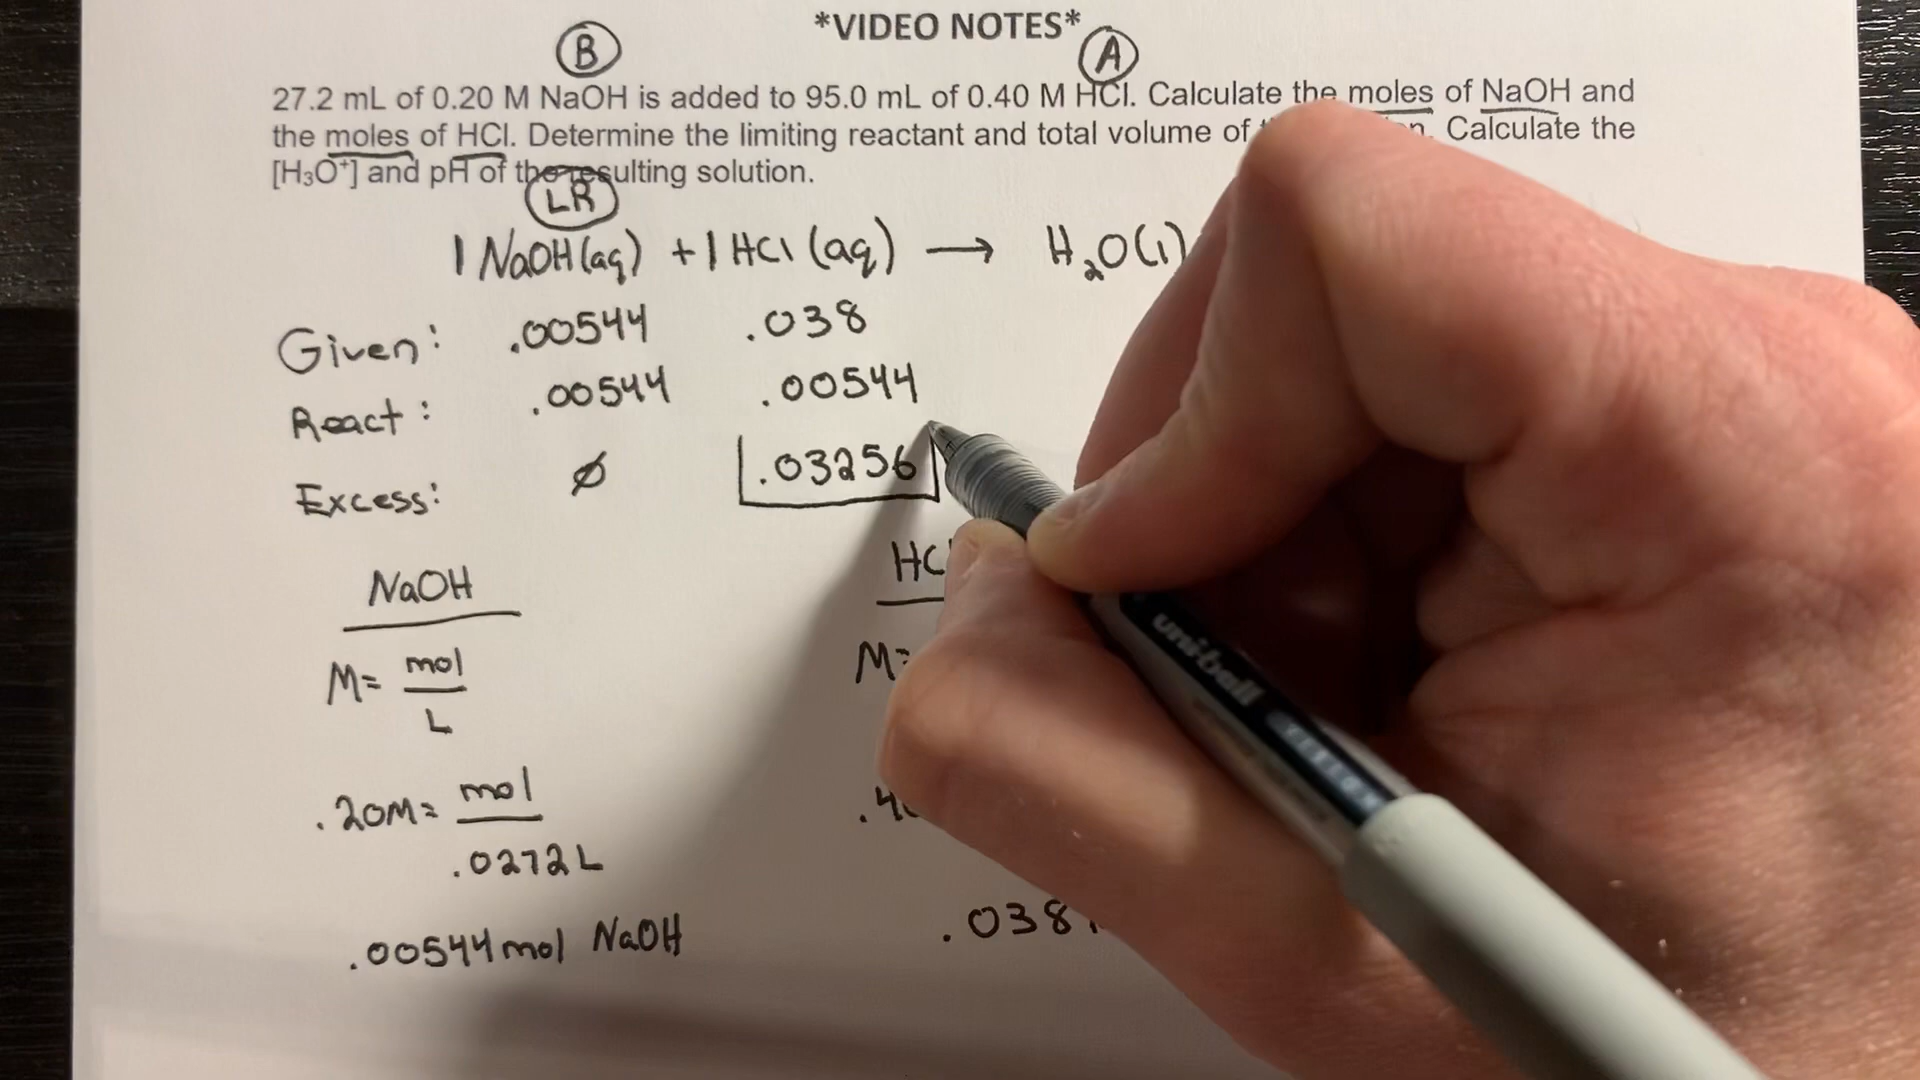 *VIDEO NOTES*
B A
27.2 mL of 0.20 M NaOH is added to 95.0 mL of 0.40 M HCl. Calculate the moles of NaOH and
the moles of HCl. Determine the limiting reactant and total volume of Calculate the
[H₃O⁺] and pH of the resulting solution.
LR
1 NaOH(aq) + 1 HCl (aq) → H₂O(l)
Given: .00544 .038
React: .00544 .00544
Excess: ∅ .03256
NaOH
M= mol
L
M=
.20M= mol
.0272L
.00544mol NaOH
.038
uni-ball